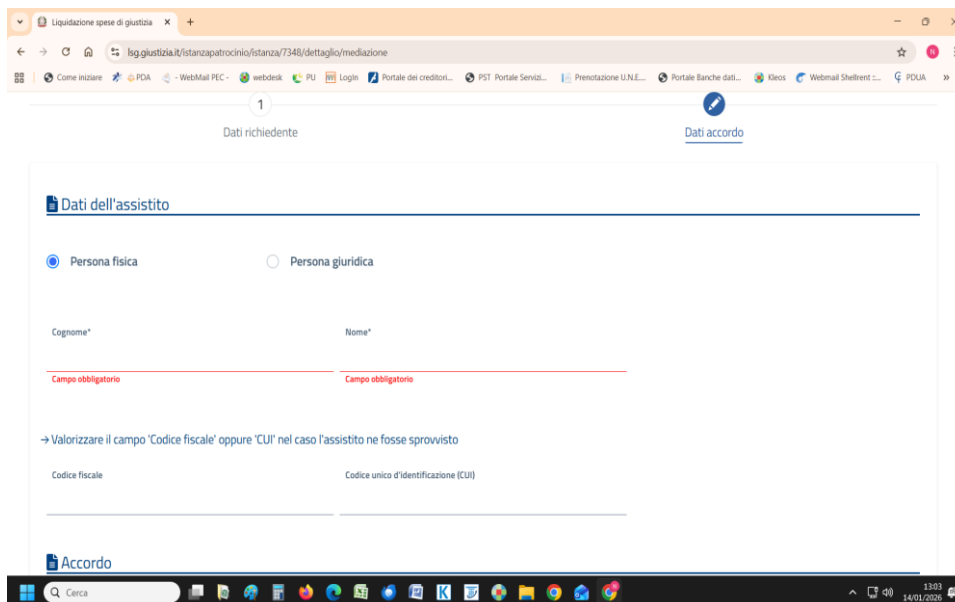 Liquidazione spese di giustizia
lsg.giustizia.it/istanzapatrocinio/istanza/7348/dettaglio/mediazione
N
Come iniziare PDA - WebMail PEC - webdesk PU Login Portale dei creditori... PST Portale Servizi... Prenotazione U.N.E.... Portale Banche dati... Kleos Webmail Shellrent ::... PDUA »
1
Dati richiedente Dati accordo
Dati dell'assistito
Persona fisica Persona giuridica
Cognome* Nome*
Campo obbligatorio Campo obbligatorio
→ Valorizzare il campo 'Codice fiscale' oppure 'CUI' nel caso l'assistito ne fosse sprovvisto
Codice fiscale Codice unico d'identificazione (CUI)
Accordo
Cerca 13:03
14/01/2026